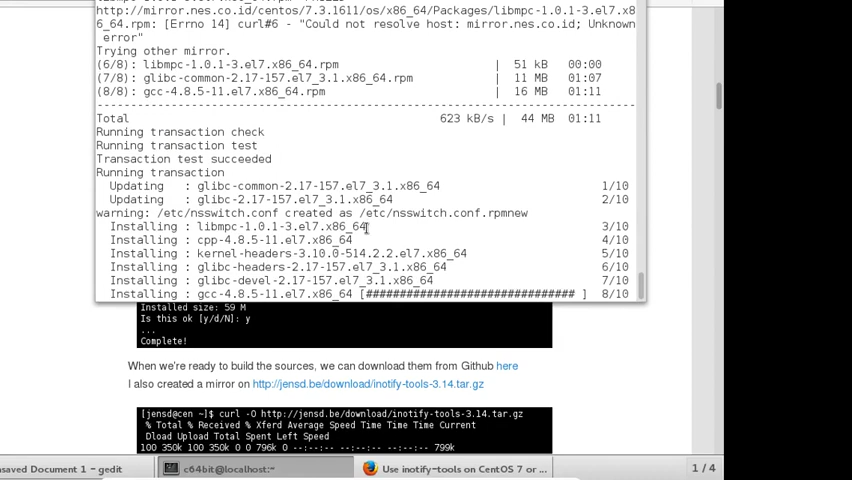 http://mirror.nes.co.id/centos/7.3.1611/os/x86_64/Packages/libmpc-1.0.1-3.el7.x8
6_64.rpm: [Errno 14] curl#6 - "Could not resolve host: mirror.nes.co.id; Unknown
error"
Trying other mirror.
(6/8): libmpc-1.0.1-3.el7.x86_64.rpm | 51 kB 00:00
(7/8): glibc-common-2.17-157.el7_3.1.x86_64.rpm | 11 MB 01:07
(8/8): gcc-4.8.5-11.el7.x86_64.rpm | 16 MB 01:11
--------------------------------------------------------------------------------
Total 623 kB/s | 44 MB 01:11
Running transaction check
Running transaction test
Transaction test succeeded
Running transaction
Updating : glibc-common-2.17-157.el7_3.1.x86_64 1/10
Updating : glibc-2.17-157.el7_3.1.x86_64 2/10
warning: /etc/nsswitch.conf created as /etc/nsswitch.conf.rpmnew
Installing : libmpc-1.0.1-3.el7.x86_64 3/10
Installing : cpp-4.8.5-11.el7.x86_64 4/10
Installing : kernel-headers-3.10.0-514.2.2.el7.x86_64 5/10
Installing : glibc-headers-2.17-157.el7_3.1.x86_64 6/10
Installing : glibc-devel-2.17-157.el7_3.1.x86_64 7/10
Installing : gcc-4.8.5-11.el7.x86_64 [############################### ] 8/10
Installed size: 59 M
Is this ok [y/d/N]: y
...
Complete!
When we're ready to build the sources, we can download them from Github here
I also created a mirror on http://jensd.be/download/inotify-tools-3.14.tar.gz
[jensd@cen ~]$ curl -O http://jensd.be/download/inotify-tools-3.14.tar.gz
% Total % Received % Xferd Average Speed Time Time Time Current
Dload Upload Total Spent Left Speed
100 350k 100 350k 0 0 796k 0 --:--:-- --:--:-- --:--:-- 799k
nsaved Document 1 - gedit
c64bit@localhost:~
Use inotify-tools on CentOS 7 or ...
1 / 4